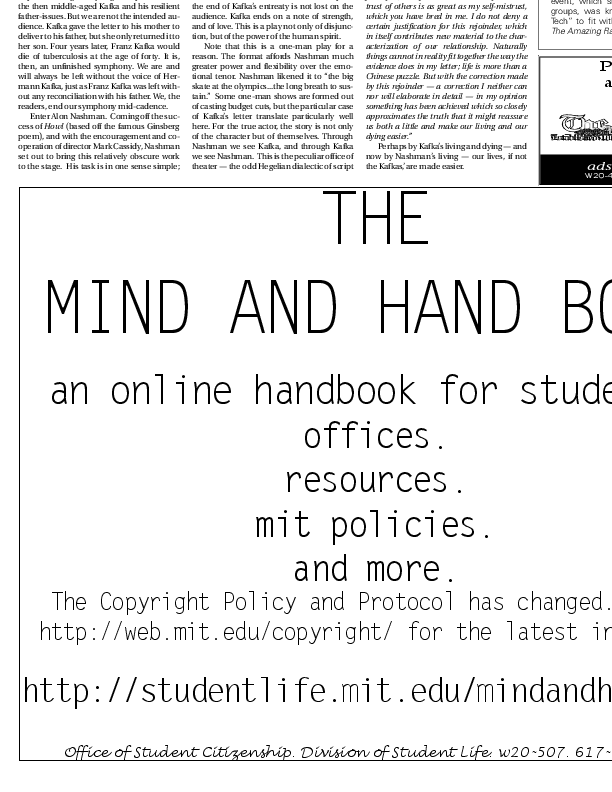 the then middle-aged Kafka and his resilient
father-issues. But we are not the intended au-
dience. Kafka gave the letter to his mother to
deliver to his father, but she only returned it to
her son. Four years later, Franz Kafka would
die of tuberculosis at the age of forty. It is,
then, an unfinished symphony. We are and
will always be left without the voice of Her-
mann Kafka, just as Franz Kafka was left with-
out any reconciliation with his father. We, the
readers, end our symphony mid-cadence.
Enter Alon Nashman. Coming off the suc-
cess of Howl (based off the famous Ginsberg
poem), and with the encouragement and co-
operation of director Mark Cassidy, Nashman
set out to bring this relatively obscure work
to the stage. His task is in one sense simple;
the end of Kafka's entreaty is not lost on the
audience. Kafka ends on a note of strength,
and of love. This is a play not only of disjunc-
tion, but of the power of the human spirit.
Note that this is a one-man play for a
reason. The format affords Nashman much
greater power and flexibility over the emo-
tional tenor. Nashman likened it to "the big
skate at the olympics...the long breath to sus-
tain." Some one-man shows are formed out
of casting budget cuts, but the particular case
of Kafka's letter translate particularly well
here. For the true actor, the story is not only
of the character but of themselves. Through
Nashman we see Kafka, and through Kafka
we see Nashman. This is the peculiar office of
theater — the odd Hegelian dialectic of script
trust of others is as great as my self-mistrust,
which you have bred in me. I do not deny a
certain justification for this rejoinder, which
in itself contributes new material to the char-
acterization of our relationship. Naturally
things cannot in reality fit together the way the
evidence does in my letter; life is more than a
Chinese puzzle. But with the correction made
by this rejoinder — a correction I neither can
nor will elaborate in detail — in my opinion
something has been achieved which so closely
approximates the truth that it might reassure
us both a little and make our living and our
dying easier."
Perhaps by Kafka's living and dying — and
now by Nashman's living — our lives, if not
the Kafkas', are made easier.
event, which s
groups, was kn
Tech" to fit with
The Amazing Ra
P
a
The
ads
W20-4
THE
MIND AND HAND BO
an online handbook for stude
offices.
resources.
mit policies.
and more.
The Copyright Policy and Protocol has changed.
http://web.mit.edu/copyright/ for the latest in
http://studentlife.mit.edu/mindandh
Office of Student Citizenship. Division of Student Life. w20-507. 617-